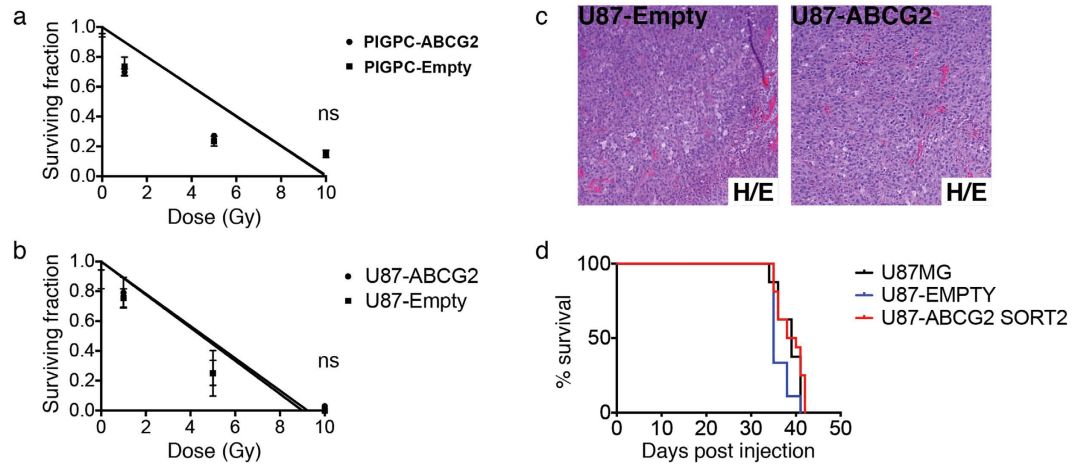 a
1.0
0.8
0.6
0.4
0.2
0.0
0 2 4 6 8 10
Surviving fraction
Dose (Gy)
PIGPC-ABCG2
PIGPC-Empty
ns
b
1.0
0.8
0.6
0.4
0.2
0.0
0 2 4 6 8 10
Surviving fraction
Dose (Gy)
U87-ABCG2
U87-Empty
ns
c
U87-Empty
H/E
U87-ABCG2
H/E
d
100
50
0
0 10 20 30 40 50
% survival
Days post injection
U87MG
U87-EMPTY
U87-ABCG2 SORT2